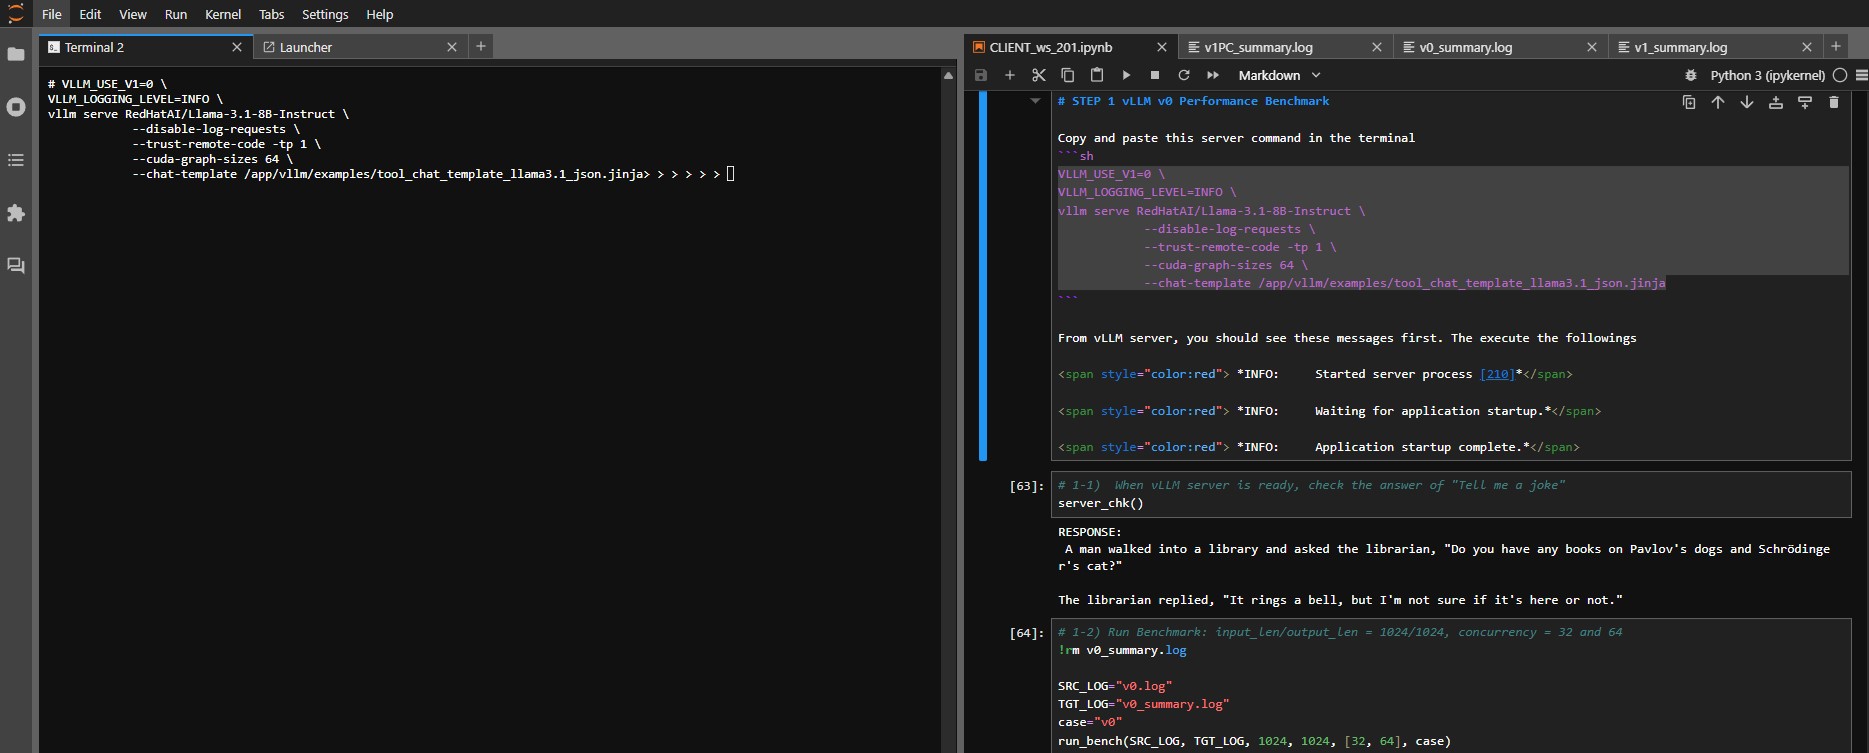 File Edit View Run Kernel Tabs Settings Help
Terminal 2
Launcher
# VLLM_USE_V1=0 \
VLLM_LOGGING_LEVEL=INFO \
vllm serve RedHatAI/Llama-3.1-8B-Instruct \
--disable-log-requests \
--trust-remote-code -tp 1 \
--cuda-graph-sizes 64 \
--chat-template /app/vllm/examples/tool_chat_template_llama3.1_json.jinja> > > > > >
CLIENT_ws_201.ipynb
v1PC_summary.log
v0_summary.log
v1_summary.log
Markdown
Python 3 (ipykernel)
# STEP 1 vLLM v0 Performance Benchmark
Copy and paste this server command in the terminal
```sh
VLLM_USE_V1=0 \
VLLM_LOGGING_LEVEL=INFO \
vllm serve RedHatAI/Llama-3.1-8B-Instruct \
--disable-log-requests \
--trust-remote-code -tp 1 \
--cuda-graph-sizes 64 \
--chat-template /app/vllm/examples/tool_chat_template_llama3.1_json.jinja
```
From vLLM server, you should see these messages first. The execute the followings
<span style="color:red"> *INFO: Started server process [210]*</span>
<span style="color:red"> *INFO: Waiting for application startup.*</span>
<span style="color:red"> *INFO: Application startup complete.*</span>
[63]:
# 1-1) When vLLM server is ready, check the answer of "Tell me a joke"
server_chk()
RESPONSE:
A man walked into a library and asked the librarian, "Do you have any books on Pavlov's dogs and Schrödinge
r's cat?"
The librarian replied, "It rings a bell, but I'm not sure if it's here or not."
[64]:
# 1-2) Run Benchmark: input_len/output_len = 1024/1024, concurrency = 32 and 64
!rm v0_summary.log
SRC_LOG="v0.log"
TGT_LOG="v0_summary.log"
case="v0"
run_bench(SRC_LOG, TGT_LOG, 1024, 1024, [32, 64], case)